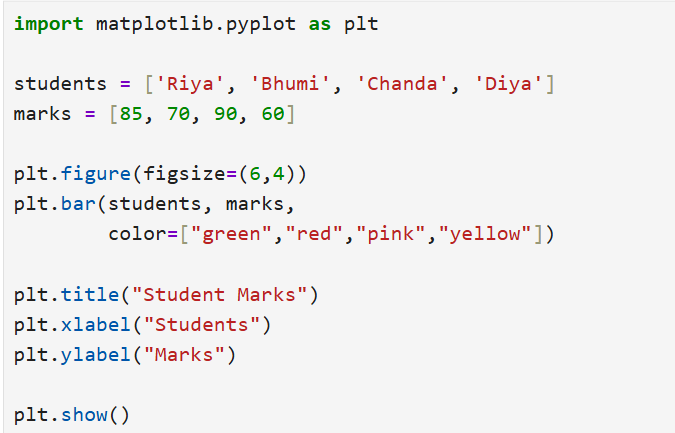 import matplotlib.pyplot as plt
students = ['Riya', 'Bhumi', 'Chanda', 'Diya']
marks = [85, 70, 90, 60]
plt.figure(figsize=(6,4))
plt.bar(students, marks,
        color=["green","red","pink","yellow"])
plt.title("Student Marks")
plt.xlabel("Students")
plt.ylabel("Marks")
plt.show()